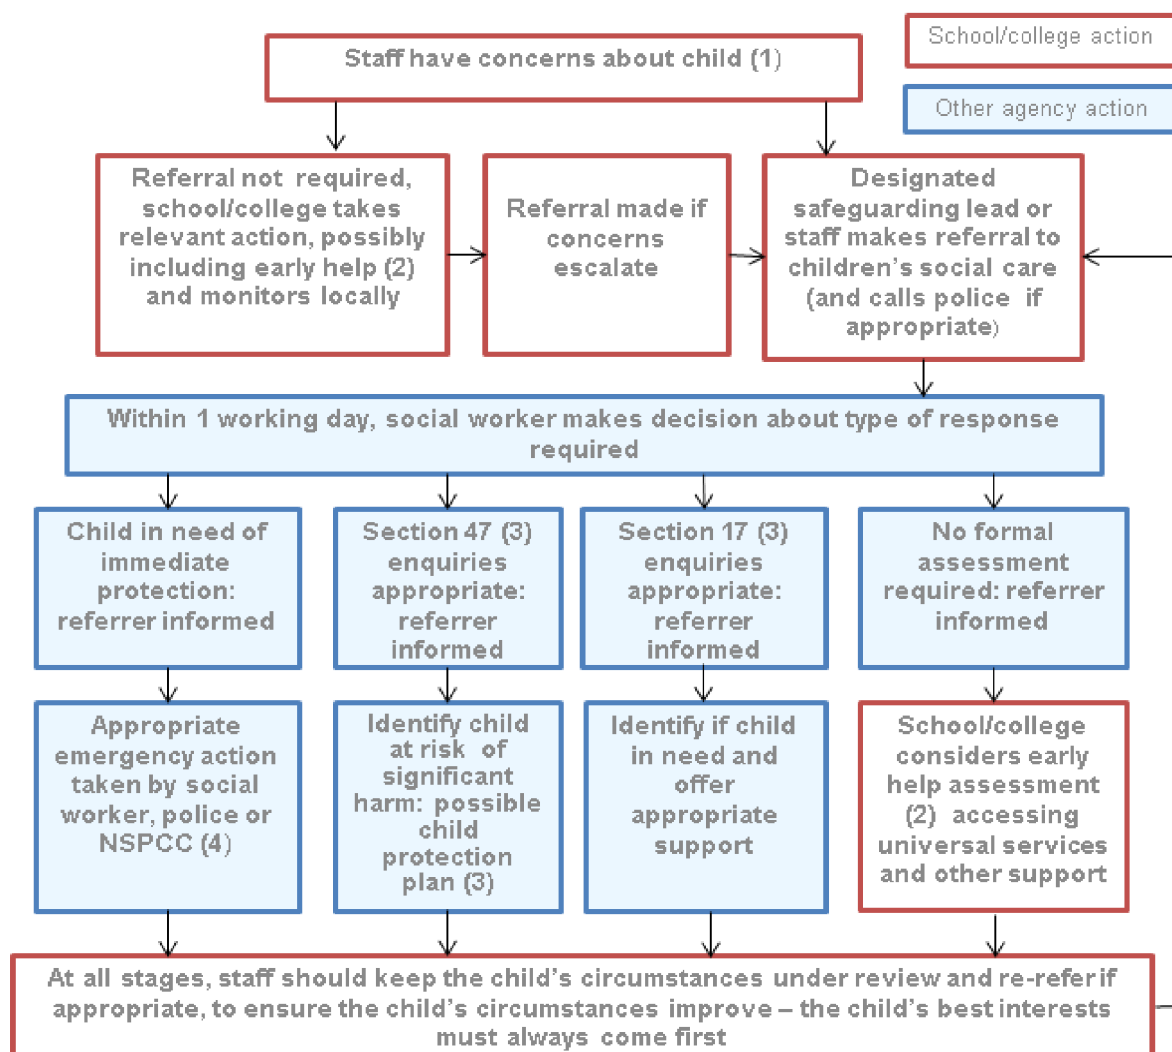 School/college action
Staff have concerns about child (1)
Other agency action
Referral not required,
school/college takes
relevant action, possibly
including early help (2)
and monitors locally
Referral made if
concerns
escalate
Designated
safeguarding lead or
staff makes referral to
children’s social care
(and calls police if
appropriate)
Within 1 working day, social worker makes decision about type of response
required
Child in need of
immediate
protection:
referrer informed
Section 47 (3)
enquiries
appropriate:
referrer
informed
Section 17 (3)
enquiries
appropriate:
referrer
informed
No formal
assessment
required: referrer
informed
Appropriate
emergency action
taken by social
worker, police or
NSPCC (4)
Identify child
at risk of
significant
harm: possible
child
protection
plan (3)
Identify if child
in need and
offer
appropriate
support
School/college
considers early
help assessment
(2) accessing
universal services
and other support
At all stages, staff should keep the child’s circumstances under review and re-refer if
appropriate, to ensure the child’s circumstances improve – the child’s best interests
must always come first